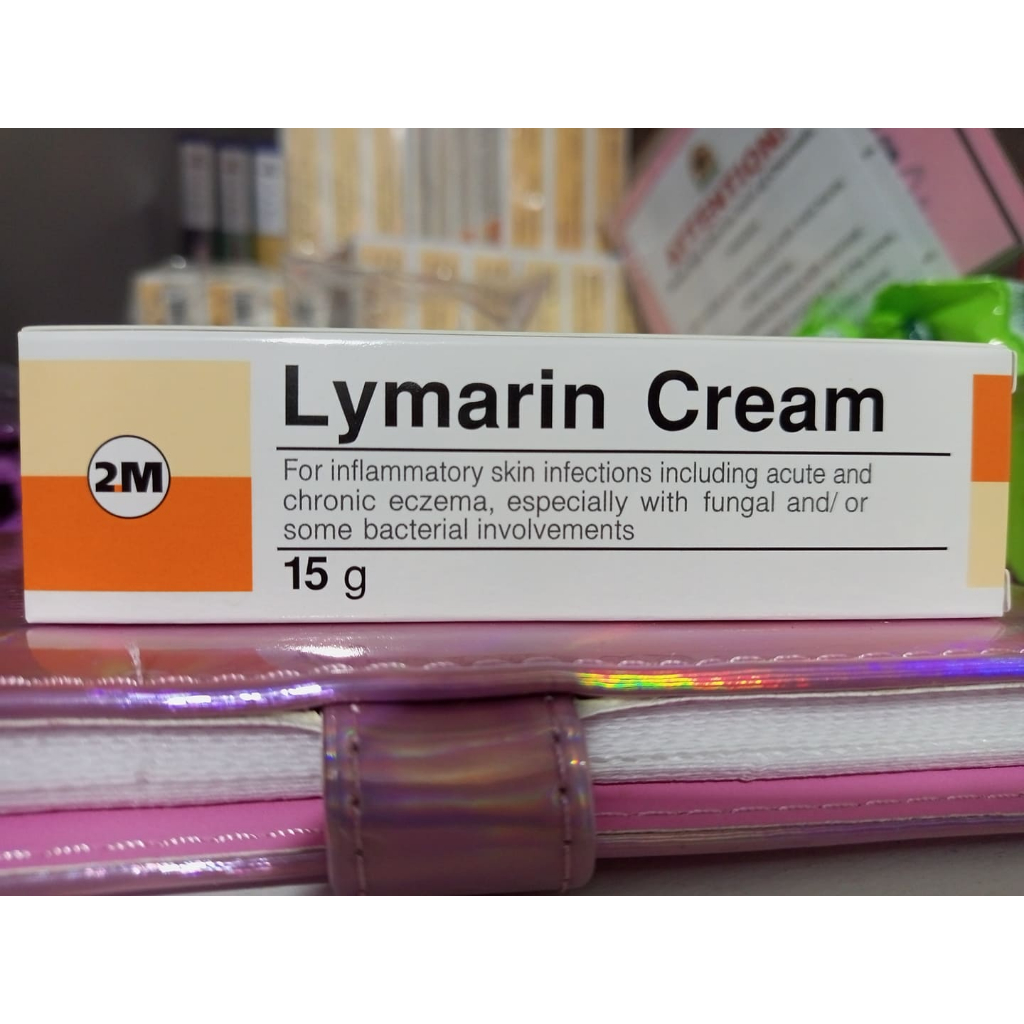 ATTENTION!
Lymarin Cream
2M
For inflammatory skin infections including acute and
chronic eczema, especially with fungal and/ or
some bacterial involvements
15 g